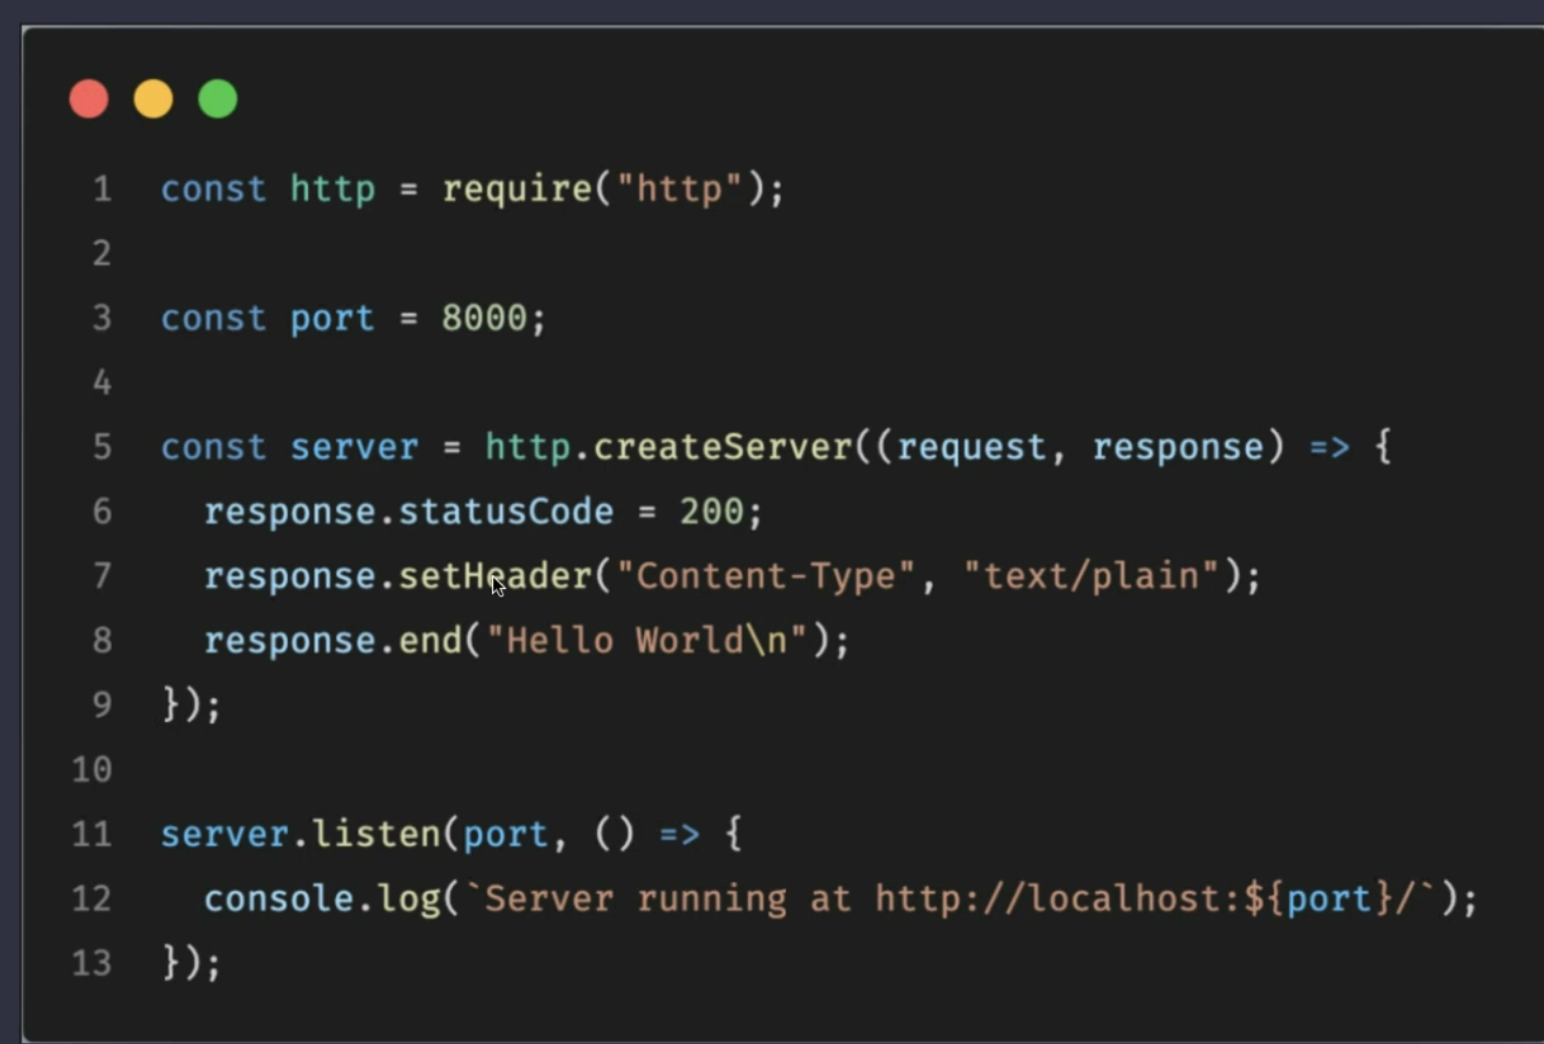 1 const http = require("http");
2
3 const port = 8000;
4
5 const server = http.createServer((request, response) => {
6   response.statusCode = 200;
7   response.setHeader("Content-Type", "text/plain");
8   response.end("Hello World\n");
9 });
10
11 server.listen(port, () => {
12   console.log(`Server running at http://localhost:${port}/`);
13 });